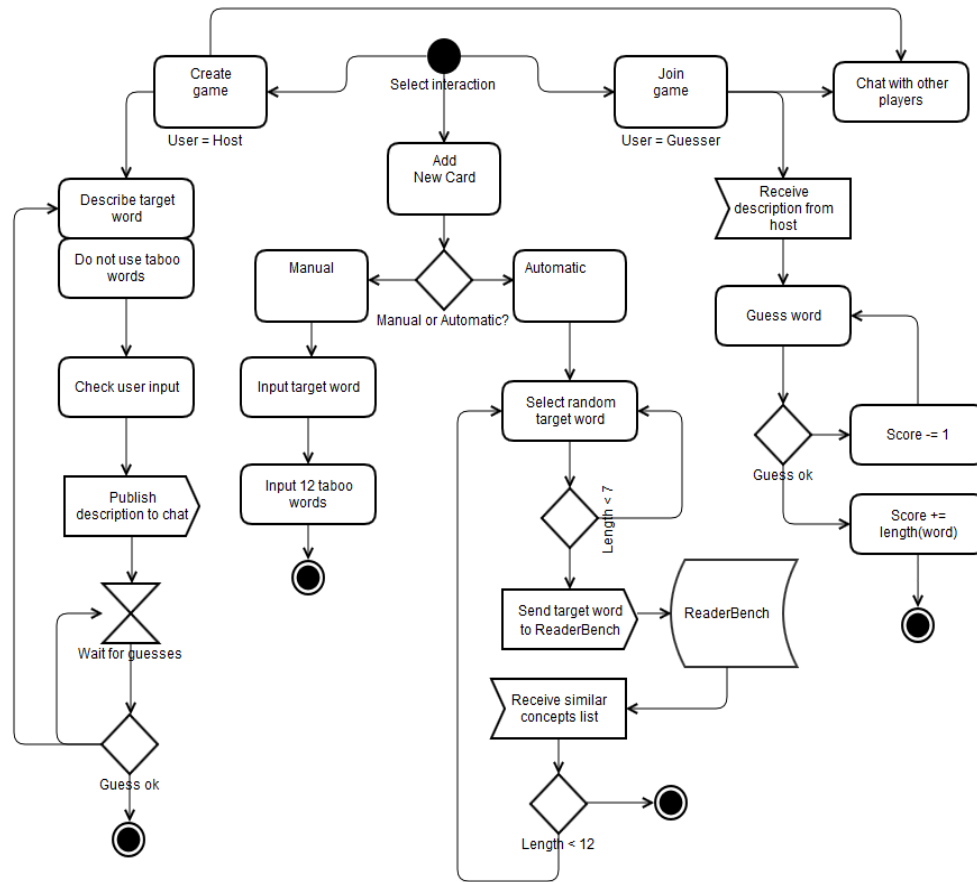 Select interaction
Create
game
User = Host
Join
game
User = Guesser
Chat with other
players
Add
New Card
Describe target
word
Do not use taboo
words
Check user input
Publish
description to chat
Wait for guesses
Guess ok
Manual
Automatic
Manual or Automatic?
Input target word
Input 12 taboo
words
Select random
target word
Length < 7
Send target word
to ReaderBench
ReaderBench
Receive similar
concepts list
Length < 12
Receive
description from
host
Guess word
Guess ok
Score -= 1
Score +=
length(word)